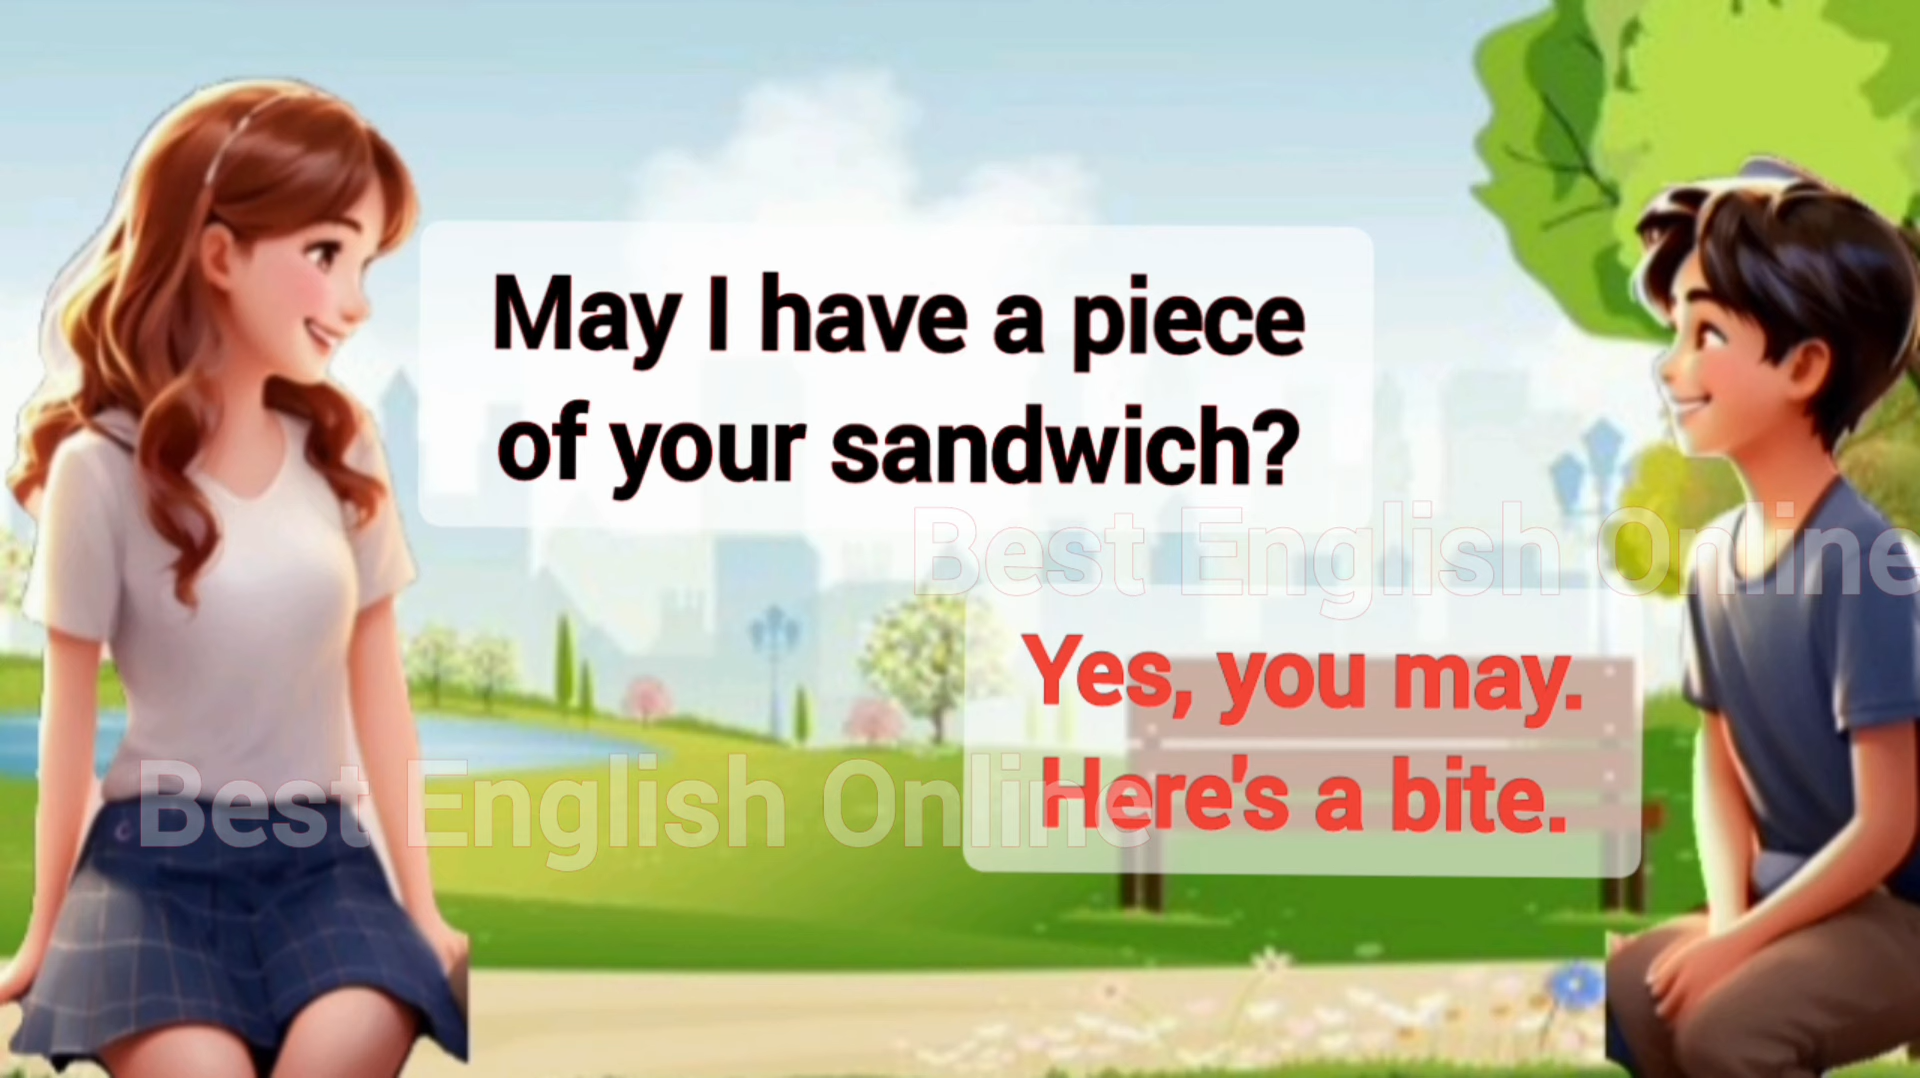 May I have a piece
of your sandwich?
Best English Online
Yes, you may.
Here's a bite.
Best English Online